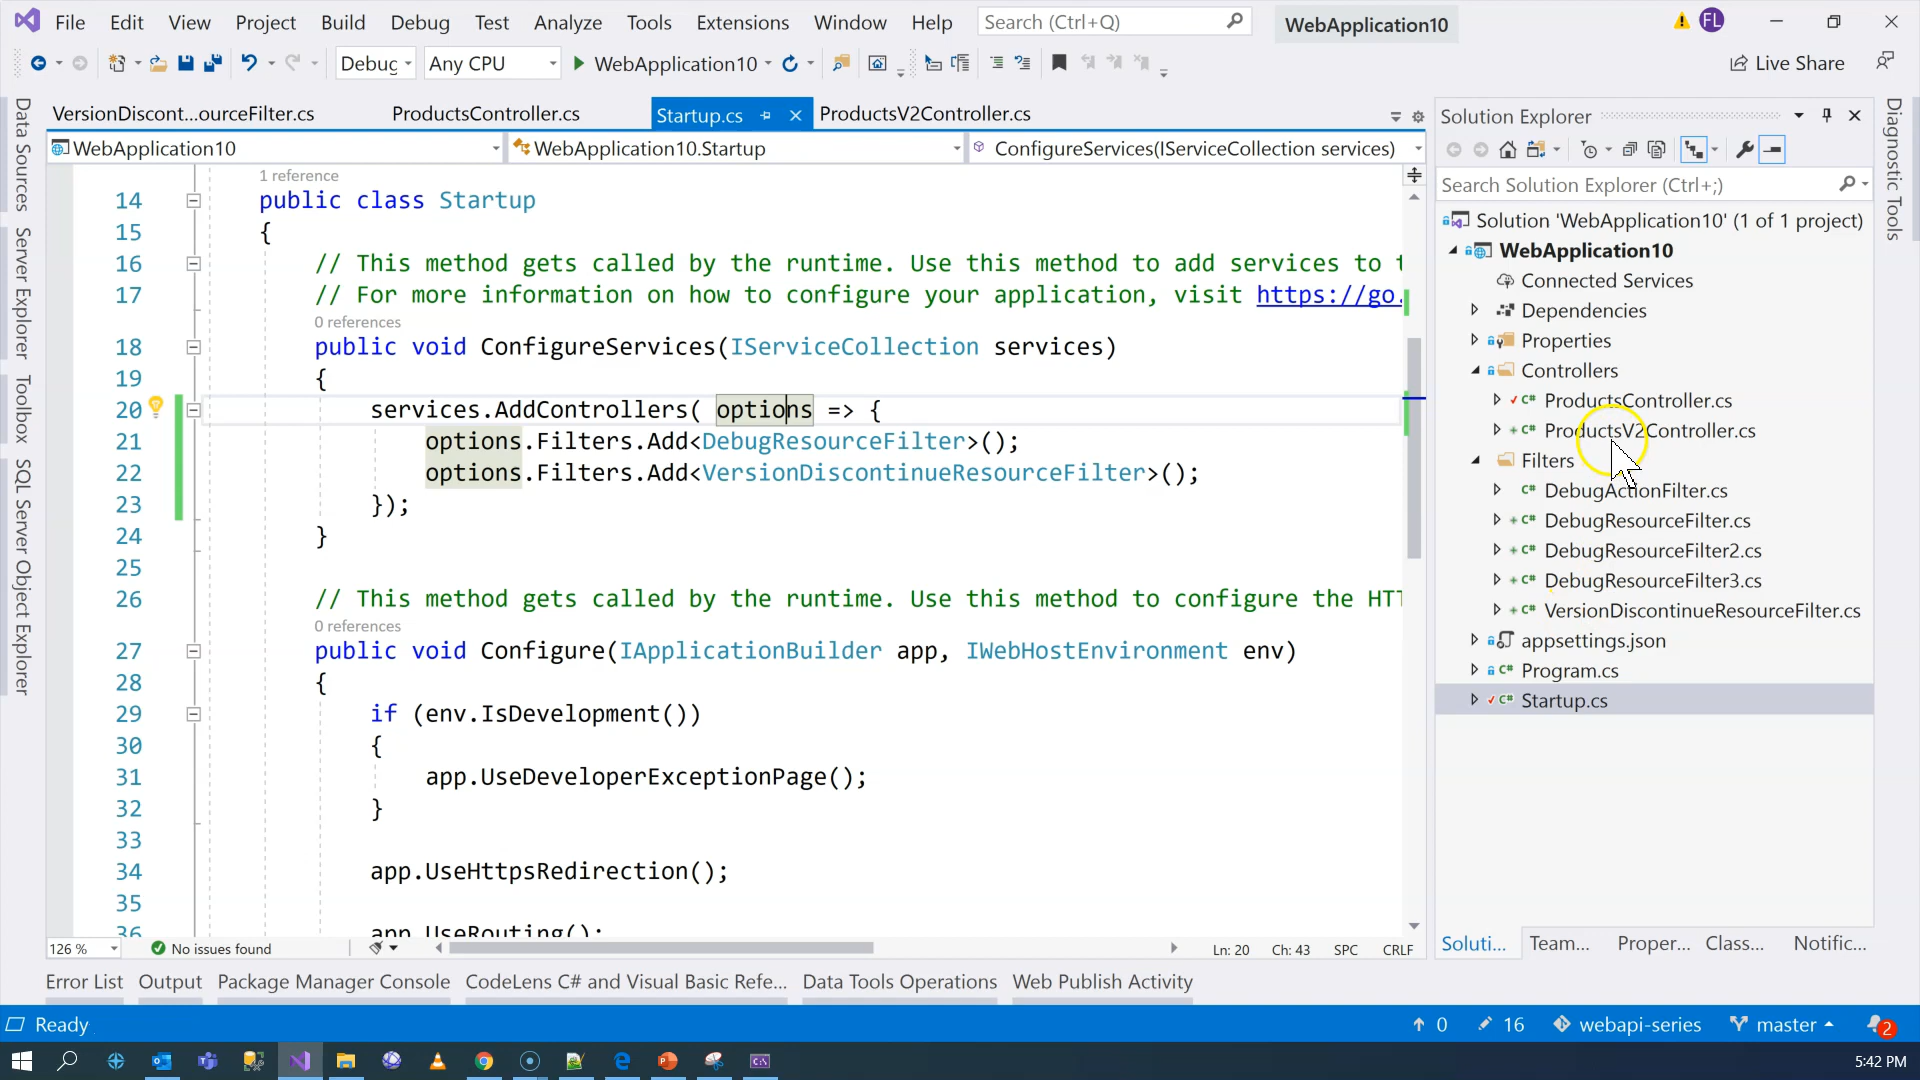 File Edit View Project Build Debug Test Analyze Tools Extensions Window Help Search (Ctrl+Q) WebApplication10 FL
Debug Any CPU WebApplication10 Live Share
VersionDiscont...ourceFilter.cs ProductsController.cs Startup.cs ProductsV2Controller.cs
WebApplication10 WebApplication10.Startup ConfigureServices(IServiceCollection services)
1 reference
14 public class Startup
15 {
16 // This method gets called by the runtime. Use this method to add services to t
17 // For more information on how to configure your application, visit https://go.
0 references
18 public void ConfigureServices(IServiceCollection services)
19 {
20 services.AddControllers( options => {
21 options.Filters.Add<DebugResourceFilter>();
22 options.Filters.Add<VersionDiscontinueResourceFilter>();
23 });
24 }
25
26 // This method gets called by the runtime. Use this method to configure the HTT
0 references
27 public void Configure(IApplicationBuilder app, IWebHostEnvironment env)
28 {
29 if (env.IsDevelopment())
30 {
31 app.UseDeveloperExceptionPage();
32 }
33
34 app.UseHttpsRedirection();
35
36 app.UseRouting();
126 % No issues found Ln: 20 Ch: 43 SPC CRLF
Data Sources
Server Explorer
Toolbox
SQL Server Object Explorer
Solution Explorer
Search Solution Explorer (Ctrl+;)
Solution 'WebApplication10' (1 of 1 project)
WebApplication10
Connected Services
Dependencies
Properties
Controllers
C# ProductsController.cs
C# ProductsV2Controller.cs
Filters
C# DebugActionFilter.cs
C# DebugResourceFilter.cs
C# DebugResourceFilter2.cs
C# DebugResourceFilter3.cs
C# VersionDiscontinueResourceFilter.cs
appsettings.json
C# Program.cs
C# Startup.cs
Soluti... Team... Proper... Class... Notific...
Diagnostic Tools
Error List Output Package Manager Console CodeLens C# and Visual Basic Refe... Data Tools Operations Web Publish Activity
Ready 0 16 webapi-series master 2
5:42 PM